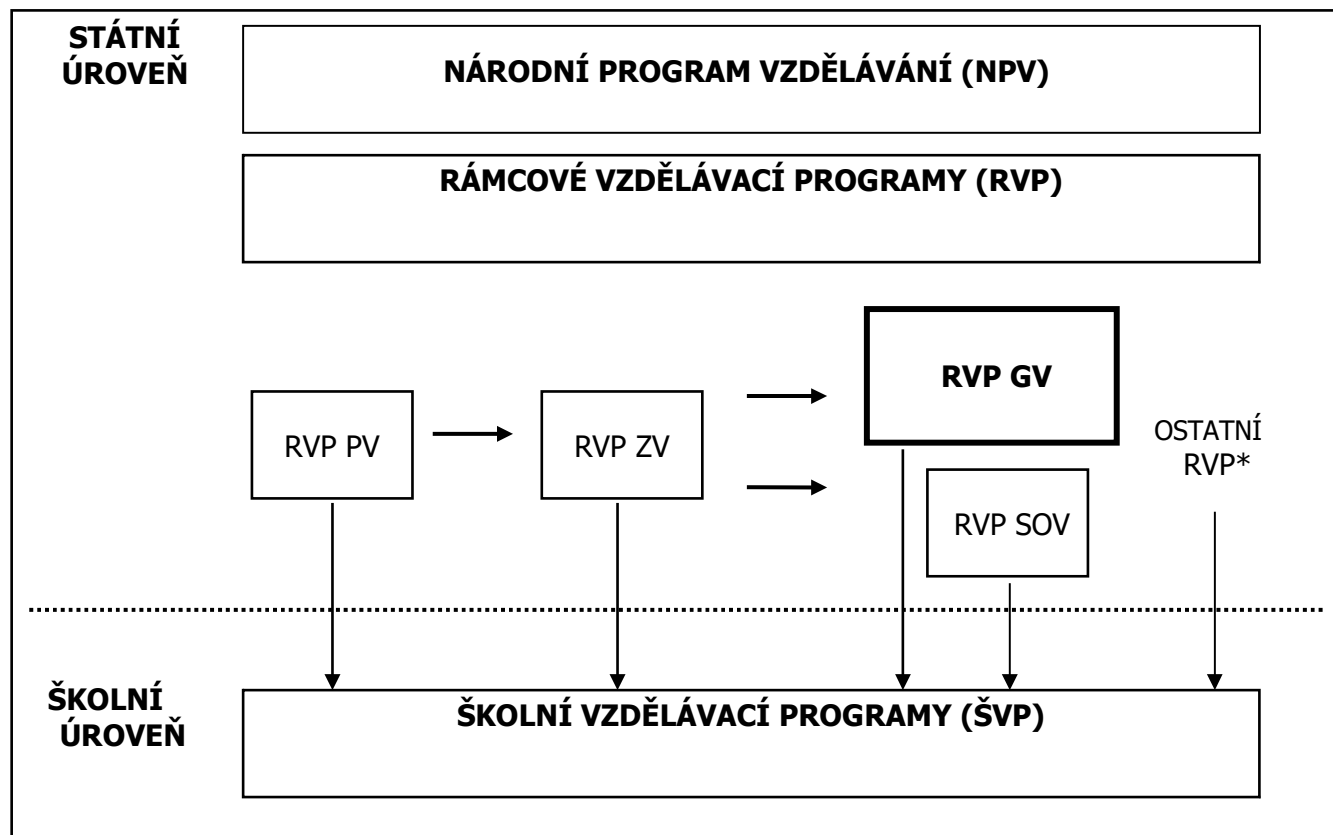 STÁTNÍ
ÚROVEŇ
NÁRODNÍ PROGRAM VZDĚLÁVÁNÍ (NPV)
RÁMCOVÉ VZDĚLÁVACÍ PROGRAMY (RVP)
RVP PV
RVP ZV
RVP GV
RVP SOV
OSTATNÍ
RVP*
ŠKOLNÍ
ÚROVEŇ
ŠKOLNÍ VZDĚLÁVACÍ PROGRAMY (ŠVP)